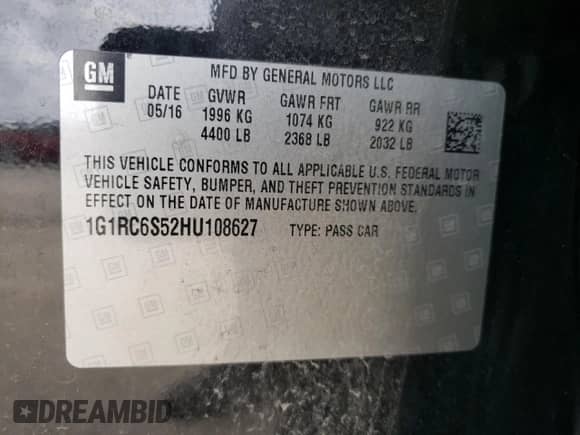 GM
MFD BY GENERAL MOTORS LLC
DATE GVWR GAWR FRT GAWR RR
05/16 1996 KG 1074 KG 922 KG
4400 LB 2368 LB 2032 LB
THIS VEHICLE CONFORMS TO ALL APPLICABLE U.S. FEDERAL MOTOR
VEHICLE SAFETY, BUMPER, AND THEFT PREVENTION STANDARDS IN
EFFECT ON THE DATE OF MANUFACTURE SHOWN ABOVE.
1G1RC6S52HU108627 TYPE: PASS CAR
DREAMBID